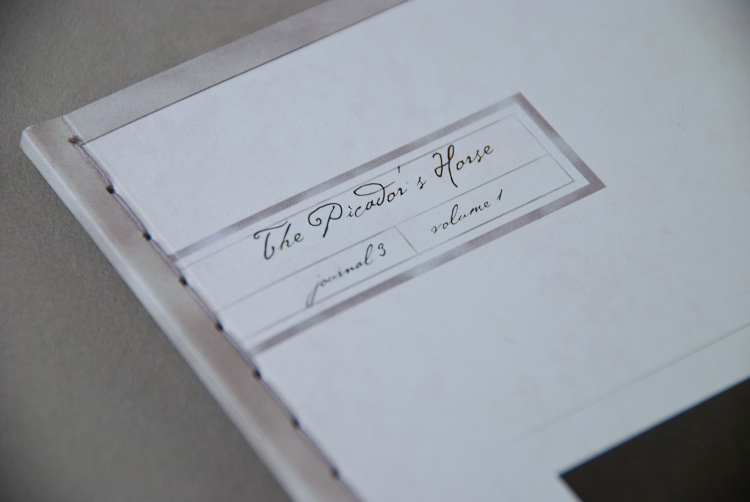 The Picador's Horse
journal 3 volume 1